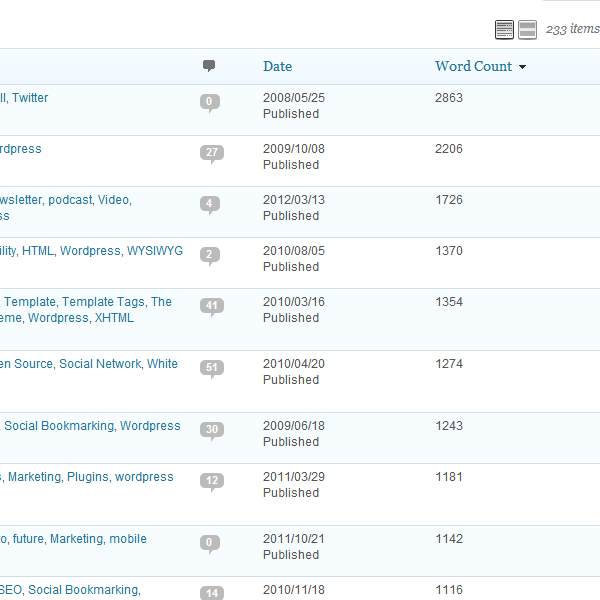 233 items
Date Word Count
ll, Twitter 0 2008/05/25 2863
Published
rdpress 27 2009/10/08 2206
Published
wsletter, podcast, Video, 4 2012/03/13 1726
ss Published
ility, HTML, Wordpress, WYSIWYG 2 2010/08/05 1370
Published
, Template, Template Tags, The 41 2010/03/16 1354
eme, Wordpress, XHTML Published
en Source, Social Network, White 51 2010/04/20 1274
Published
, Social Bookmarking, Wordpress 30 2009/06/18 1243
Published
s, Marketing, Plugins, wordpress 12 2011/03/29 1181
Published
o, future, Marketing, mobile 0 2011/10/21 1142
Published
SEO, Social Bookmarking, 14 2010/11/18 1116